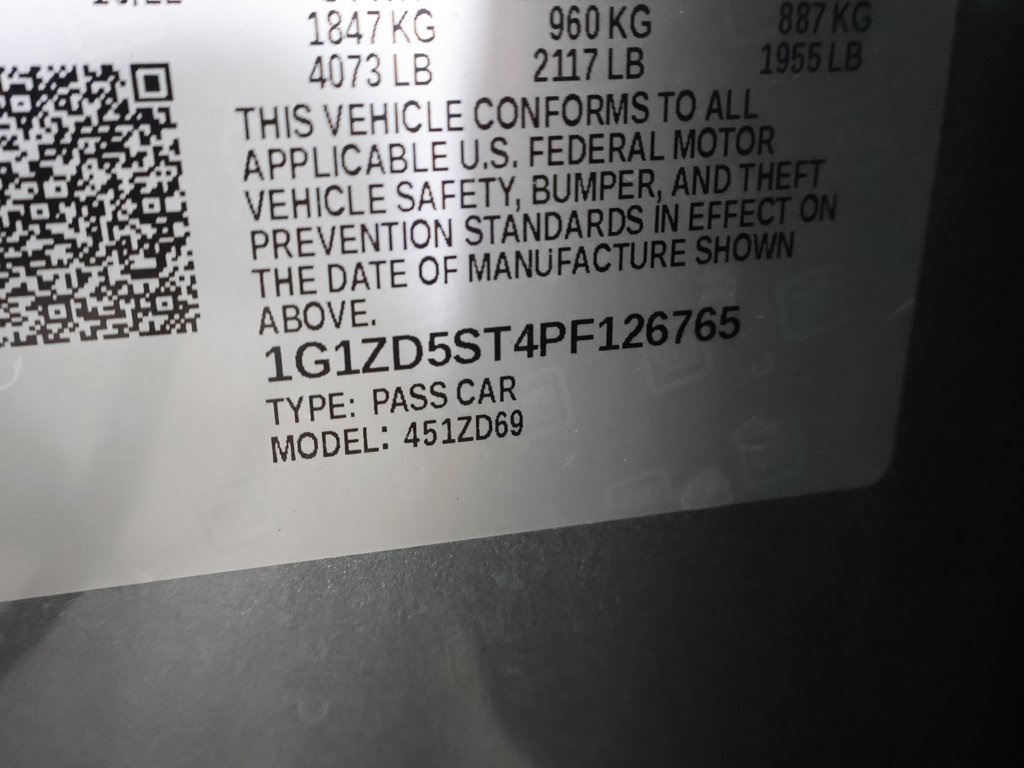 1847 KG 960 KG 887 KG
4073 LB 2117 LB 1955 LB
THIS VEHICLE CONFORMS TO ALL
APPLICABLE U.S. FEDERAL MOTOR
VEHICLE SAFETY, BUMPER, AND THEFT
PREVENTION STANDARDS IN EFFECT ON
THE DATE OF MANUFACTURE SHOWN
ABOVE.
1G1ZD5ST4PF126765
TYPE: PASS CAR
MODEL: 451ZD69